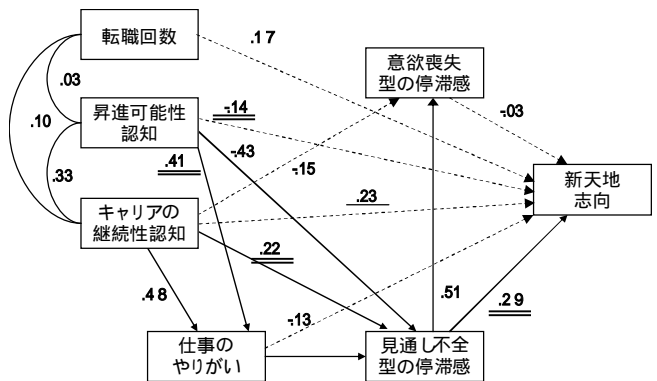 転職回数
.17
意欲喪失
型の停滞感
.03
昇進可能性
認知
-.14
-.03
.10
.41
-.43
-.15
新天地
志向
.33
キャリアの
継続性認知
.23
.22
.48
.51
.29
-.13
仕事の
やりがい
見通し不全
型の停滞感